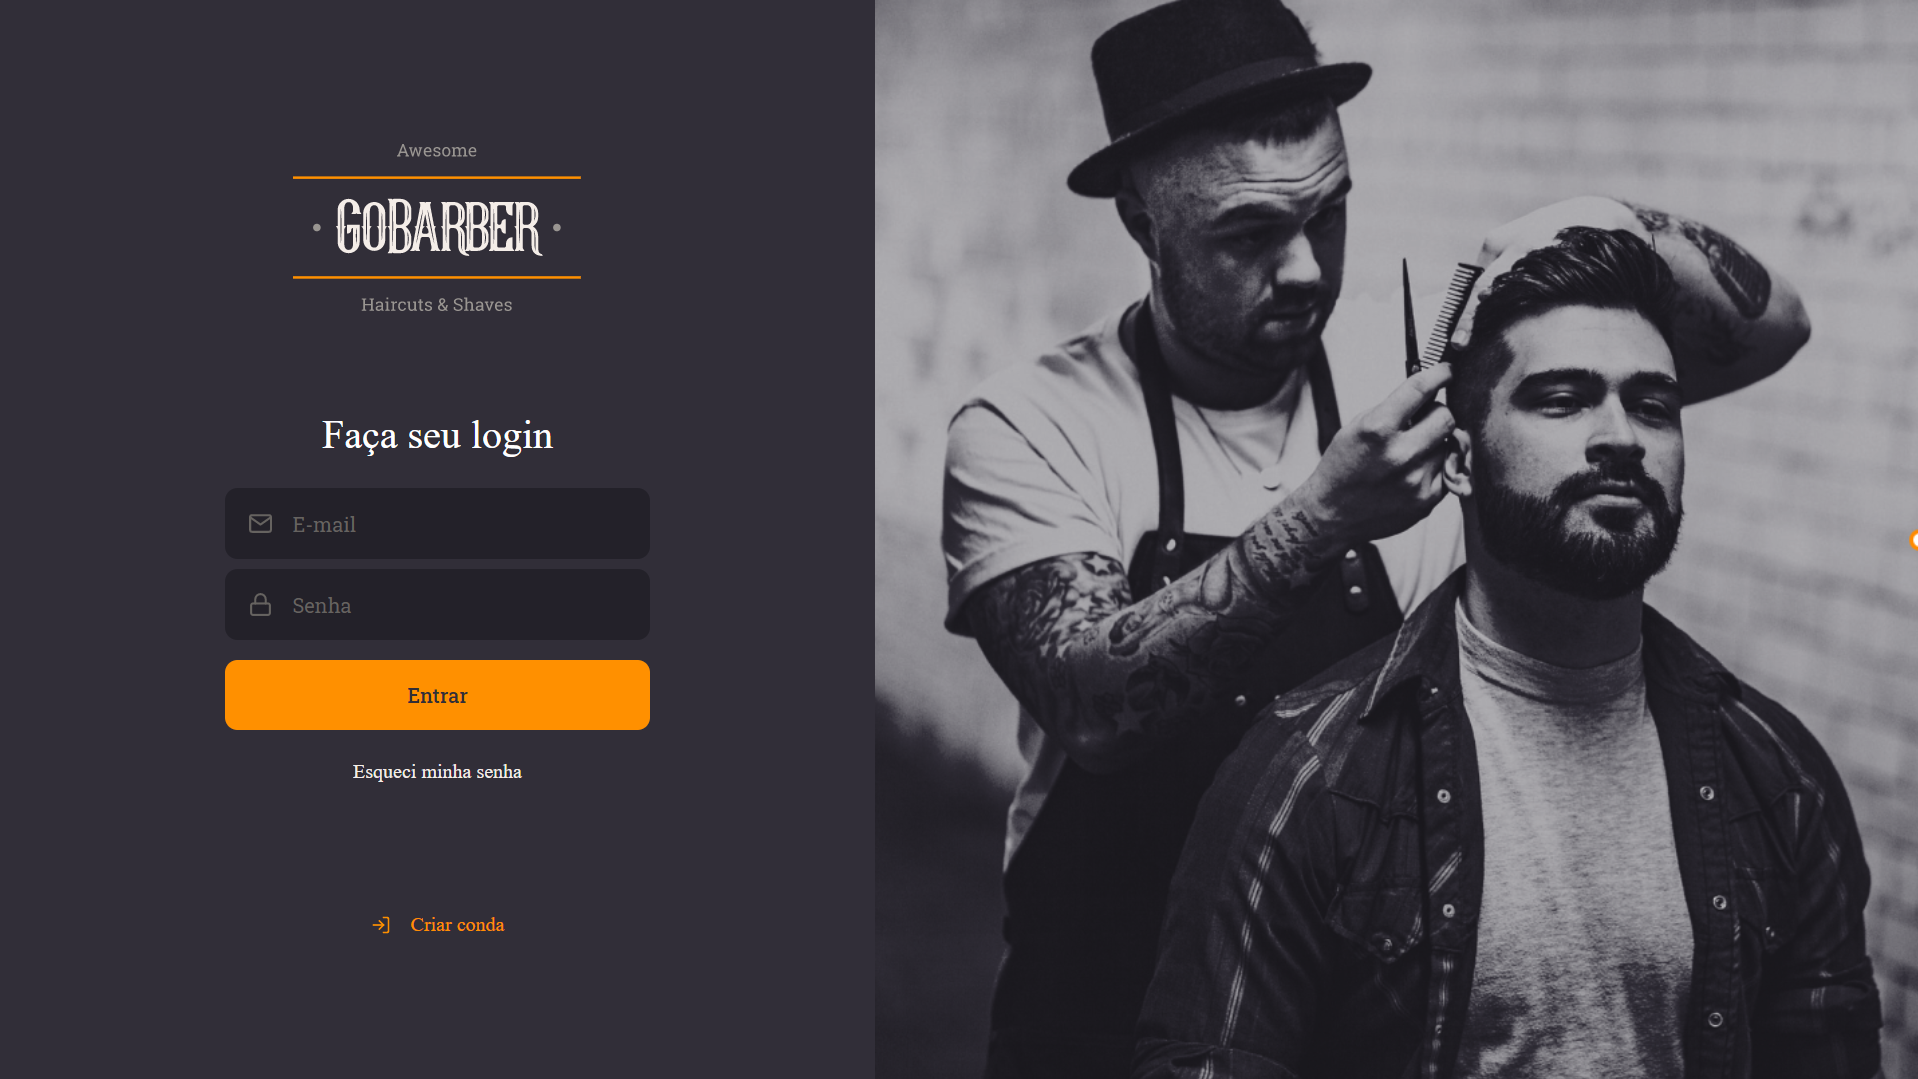 Awesome
GOBARBER
Haircuts & Shaves
Faça seu login
E-mail
Senha
Entrar
Esqueci minha senha
Criar conda